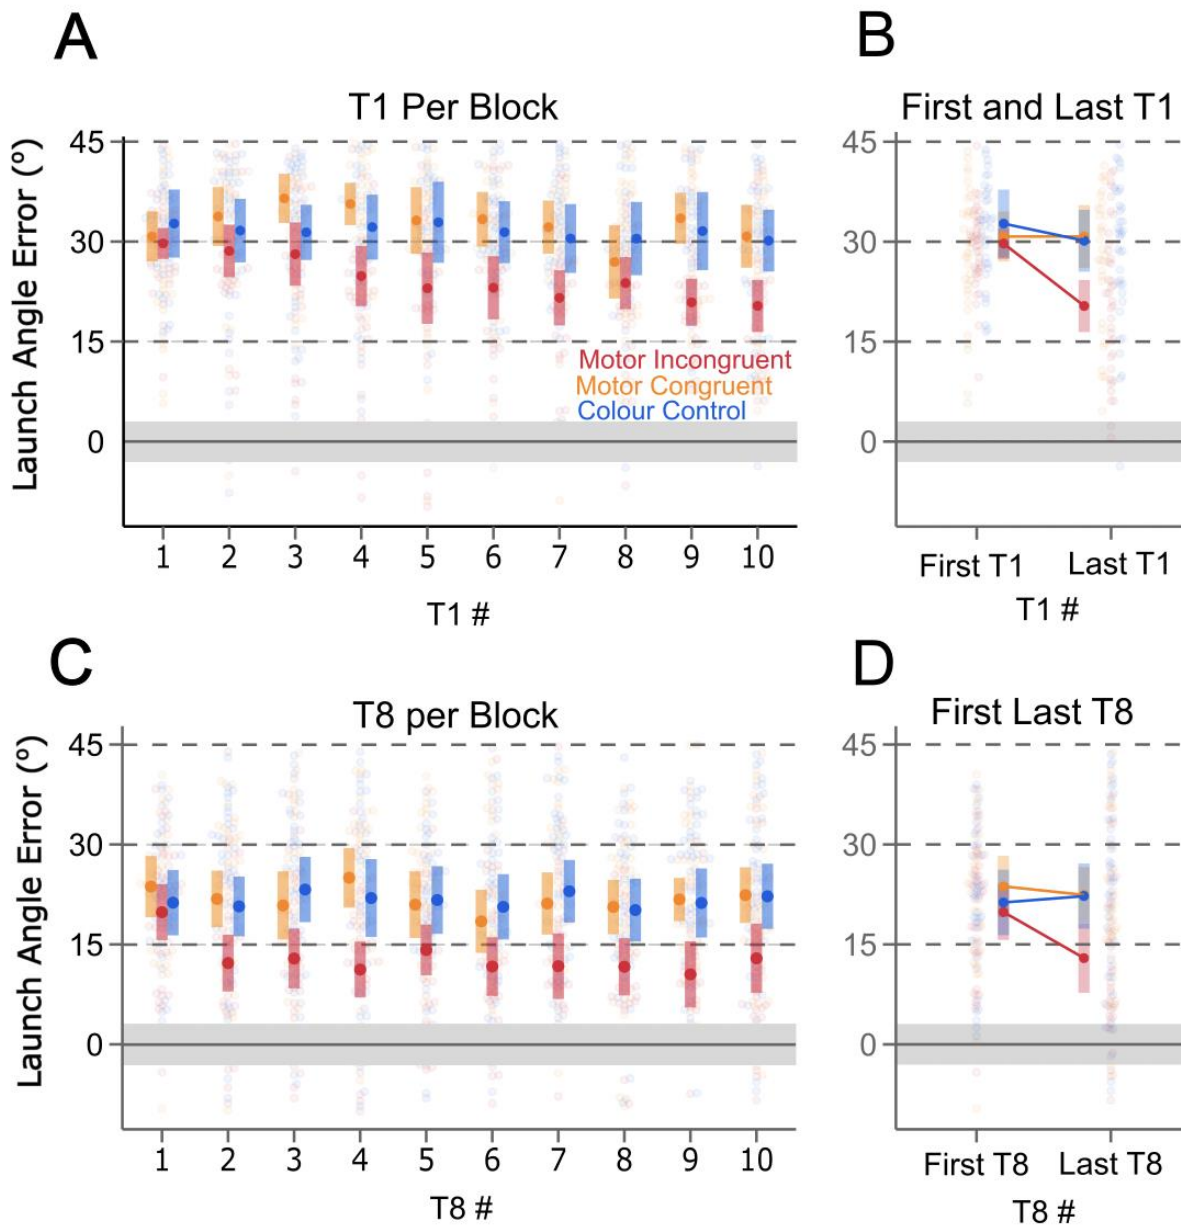 A
T1 Per Block
Launch Angle Error (°)
45
30
15
0
Motor Incongruent
Motor Congruent
Colour Control
1 2 3 4 5 6 7 8 9 10
T1 #
B
First and Last T1
45
30
15
0
First T1 Last T1
T1 #
C
T8 per Block
Launch Angle Error (°)
45
30
15
0
1 2 3 4 5 6 7 8 9 10
T8 #
D
First Last T8
45
30
15
0
First T8 Last T8
T8 #